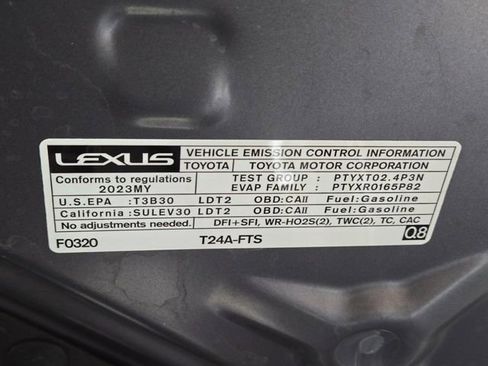 LEXUS VEHICLE EMISSION CONTROL INFORMATION
TOYOTA TOYOTA MOTOR CORPORATION
Conforms to regulations TEST GROUP : PTYXT02.4P3N
2023MY EVAP FAMILY : PTYXR0165P82
U.S.EPA :T3B30 LDT2 OBD:CAII Fuel:Gasoline
California :SULEV30 LDT2 OBD:CAII Fuel:Gasoline
No adjustments needed. DFI+SFI, WR-HO2S(2), TWC(2), TC, CAC
F0320 T24A-FTS Q8